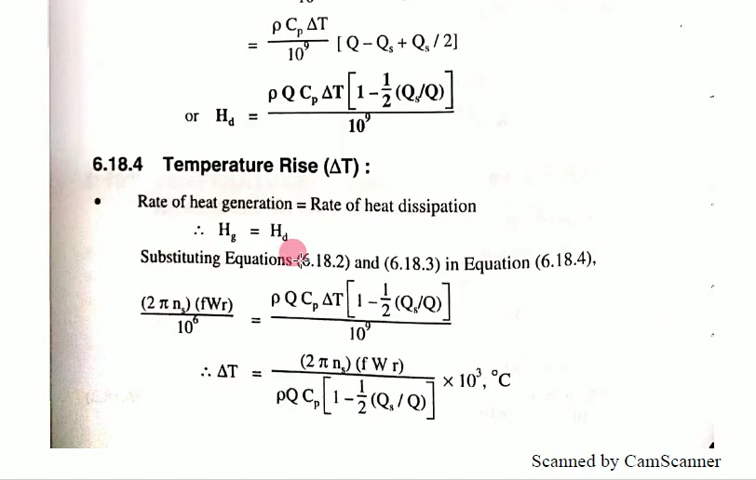 = ρ C_p ΔT / 10^9 [ Q – Q_s + Q_s / 2]
or H_d = ρ Q C_p ΔT [1 – 1/2 (Q_s/Q)] / 10^9
6.18.4 Temperature Rise (ΔT) :
• Rate of heat generation = Rate of heat dissipation
∴ H_g = H_d
Substituting Equations (6.18.2) and (6.18.3) in Equation (6.18.4),
(2 π n_s) (fWr) / 10^6 = ρ Q C_p ΔT [1 – 1/2 (Q_s/Q)] / 10^9
∴ ΔT = (2 π n_s) (f W r) / ρQ C_p [1 – 1/2 (Q_s / Q)] × 10^3, °C
Scanned by CamScanner